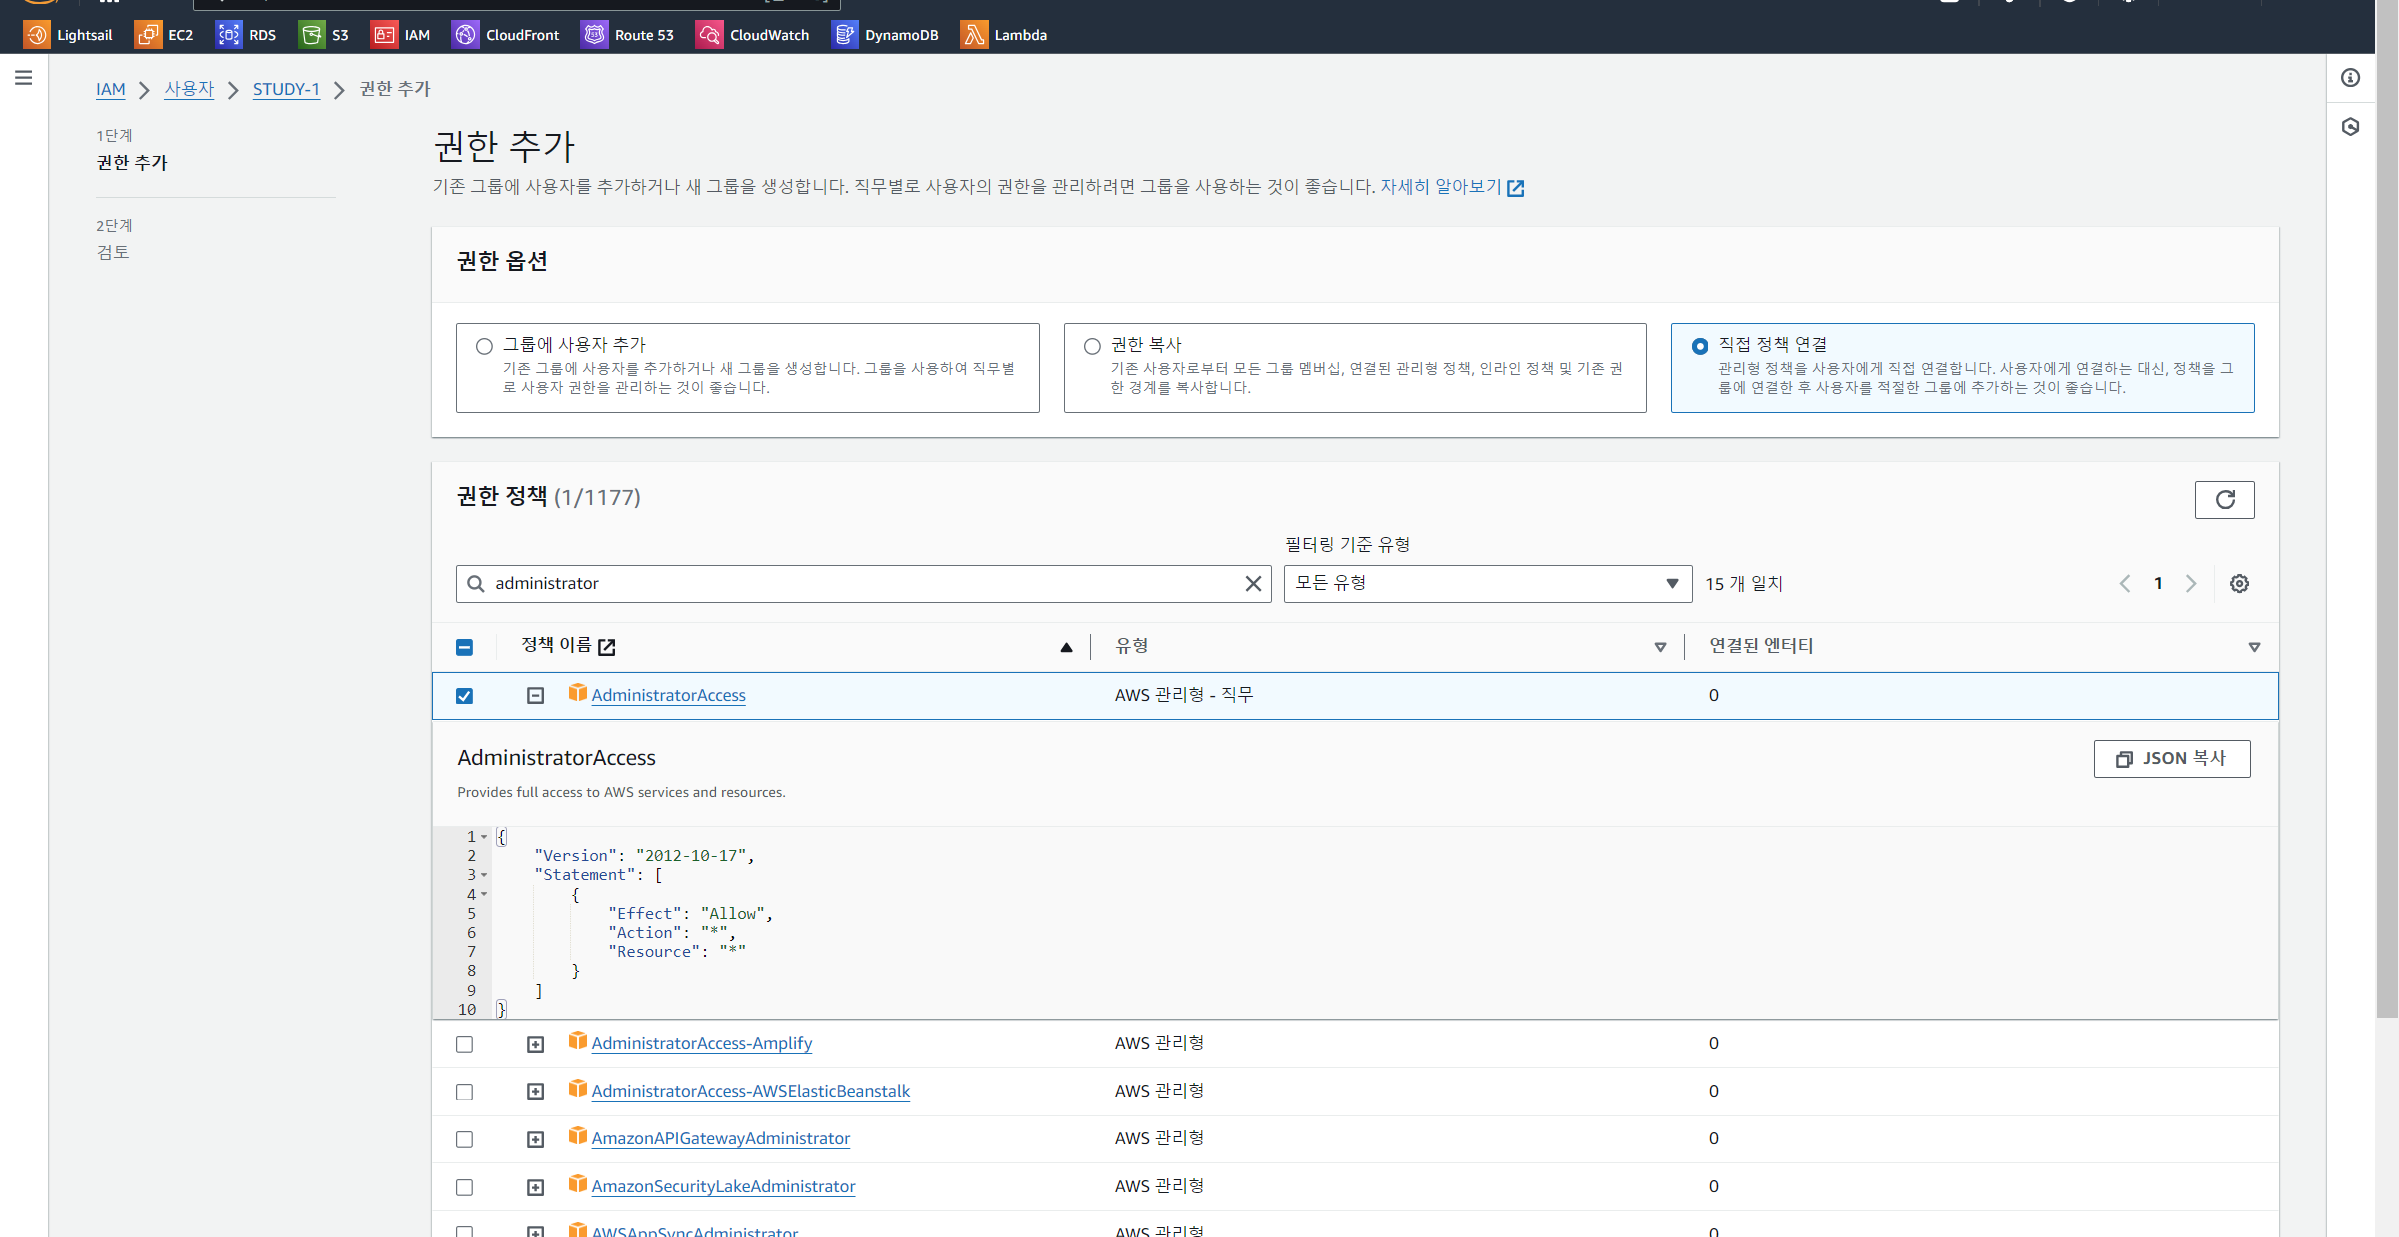 Lightsail EC2 RDS S3 IAM CloudFront Route 53 CloudWatch DynamoDB Lambda
IAM 사용자 STUDY-1 권한 추가
1단계
권한 추가
2단계
검토
권한 추가
기존 그룹에 사용자를 추가하거나 새 그룹을 생성합니다. 직무별로 사용자의 권한을 관리하려면 그룹을 사용하는 것이 좋습니다. 자세히 알아보기
권한 옵션
그룹에 사용자 추가
기존 그룹에 사용자를 추가하거나 새 그룹을 생성합니다. 그룹을 사용하여 직무별
로 사용자 권한을 관리하는 것이 좋습니다.
권한 복사
기존 사용자로부터 모든 그룹 멤버십, 연결된 관리형 정책, 인라인 정책 및 기존 권
한 경계를 복사합니다.
직접 정책 연결
관리형 정책을 사용자에게 직접 연결합니다. 사용자에게 연결하는 대신, 정책을 그
룹에 연결한 후 사용자를 적절한 그룹에 추가하는 것이 좋습니다.
권한 정책 (1/1177)
필터링 기준 유형
administrator 모든 유형 15 개 일치 1
정책 이름 유형 연결된 엔터티
AdministratorAccess AWS 관리형 - 직무 0
AdministratorAccess JSON 복사
Provides full access to AWS services and resources.
1 {
2 "Version": "2012-10-17",
3 "Statement": [
4 {
5 "Effect": "Allow",
6 "Action": "*",
7 "Resource": "*"
8 }
9 ]
10 }
AdministratorAccess-Amplify AWS 관리형 0
AdministratorAccess-AWSElasticBeanstalk AWS 관리형 0
AmazonAPIGatewayAdministrator AWS 관리형 0
AmazonSecurityLakeAdministrator AWS 관리형 0
AWSAppSyncAdministrator AWS 관리형 0